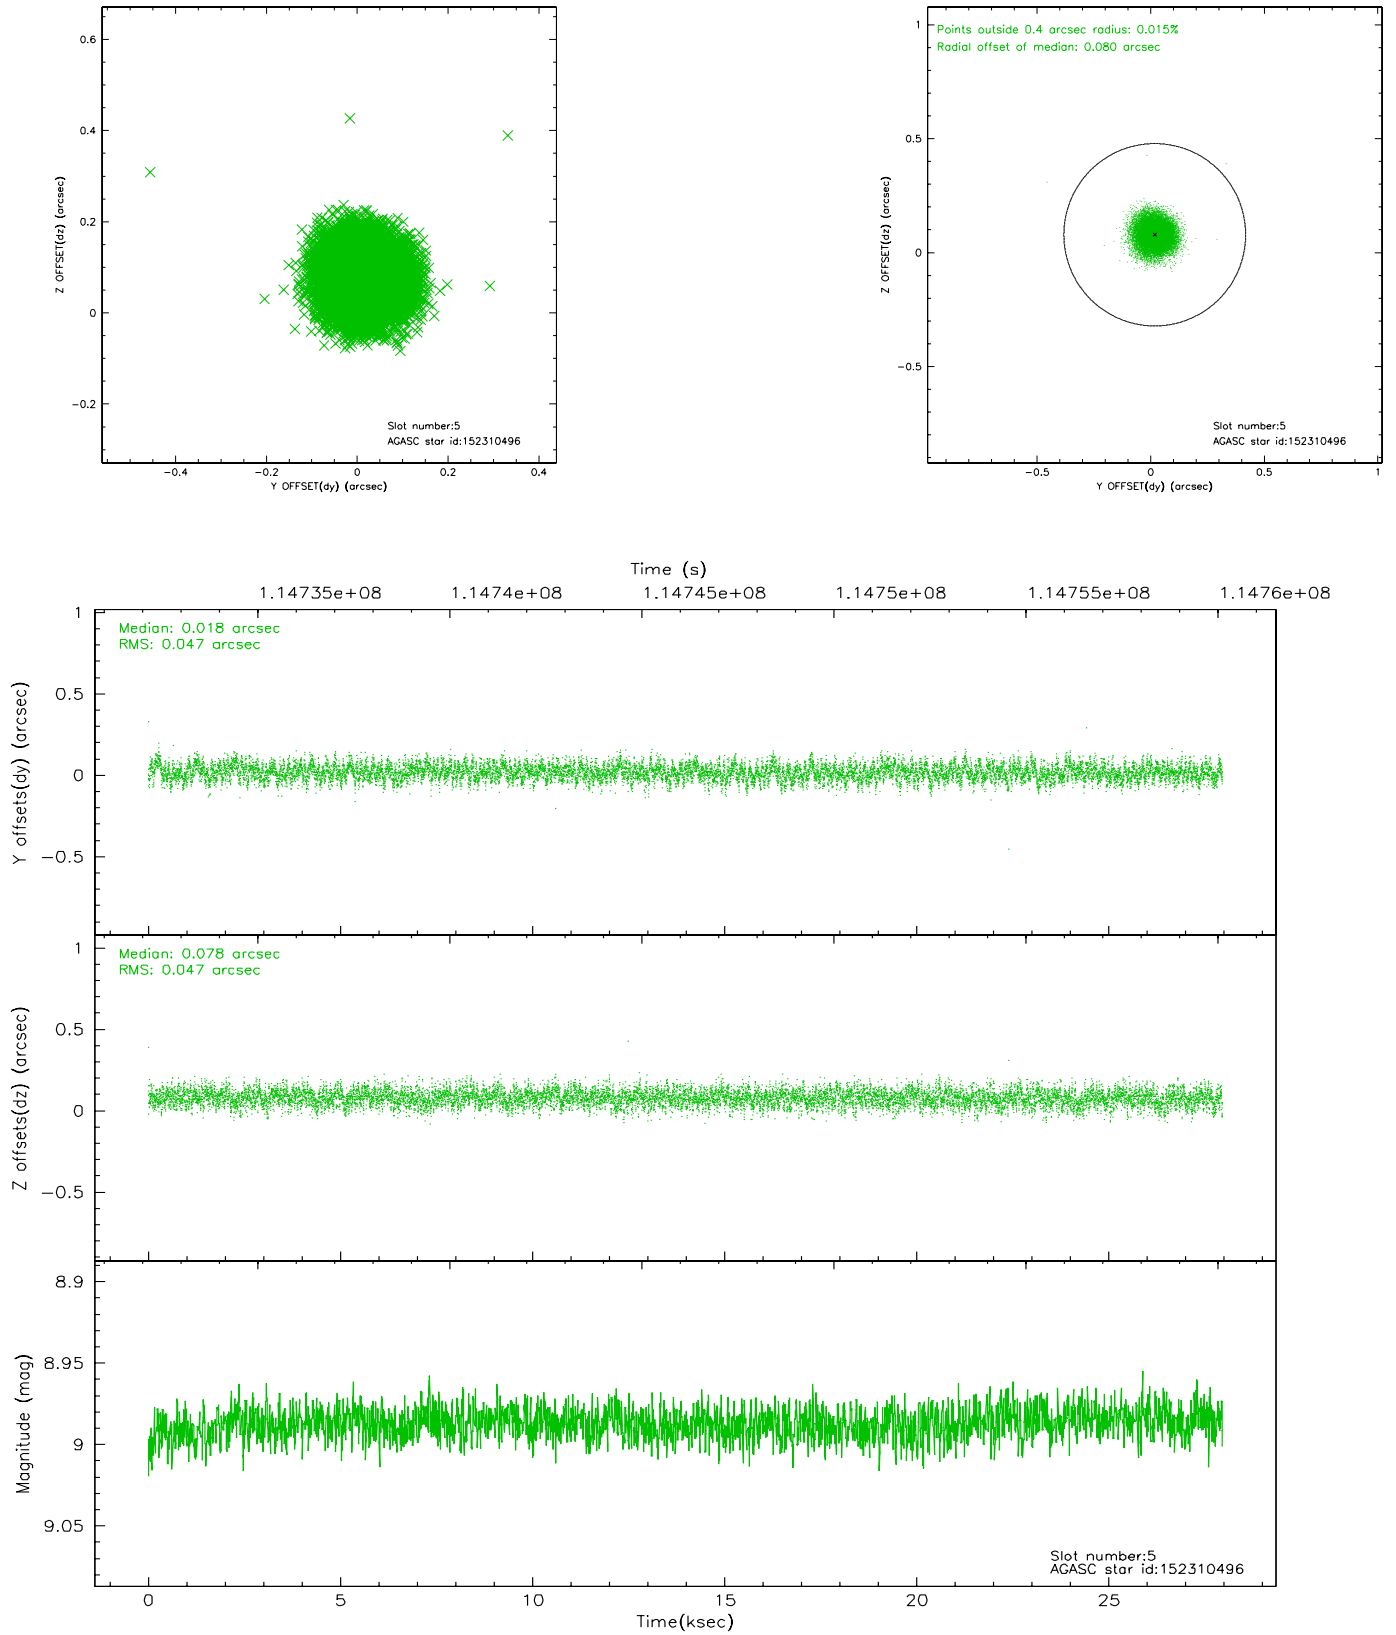 0.6
0.4
0.2
0
−0.2
Z OFFSET(dz) (arcsec)
Slot number:5
AGASC star id:152310496
−0.4 −0.2 0 0.2 0.4
Y OFFSET(dy) (arcsec)
Points outside 0.4 arcsec radius: 0.015%
Radial offset of median: 0.080 arcsec
1
0.5
0
−0.5
Z OFFSET(dz) (arcsec)
Slot number:5
AGASC star id:152310496
−0.5 0 0.5 1
Y OFFSET(dy) (arcsec)
Time (s)
1.14735e+08 1.1474e+08 1.14745e+08 1.1475e+08 1.14755e+08 1.1476e+08
Median: 0.018 arcsec
RMS: 0.047 arcsec
1
0.5
0
−0.5
Y offsets(dy) (arcsec)
Median: 0.078 arcsec
RMS: 0.047 arcsec
1
0.5
0
−0.5
Z offsets(dz) (arcsec)
8.9
8.95
9
9.05
Magnitude (mag)
Slot number:5
AGASC star id:152310496
0 5 10 15 20 25
Time(ksec)